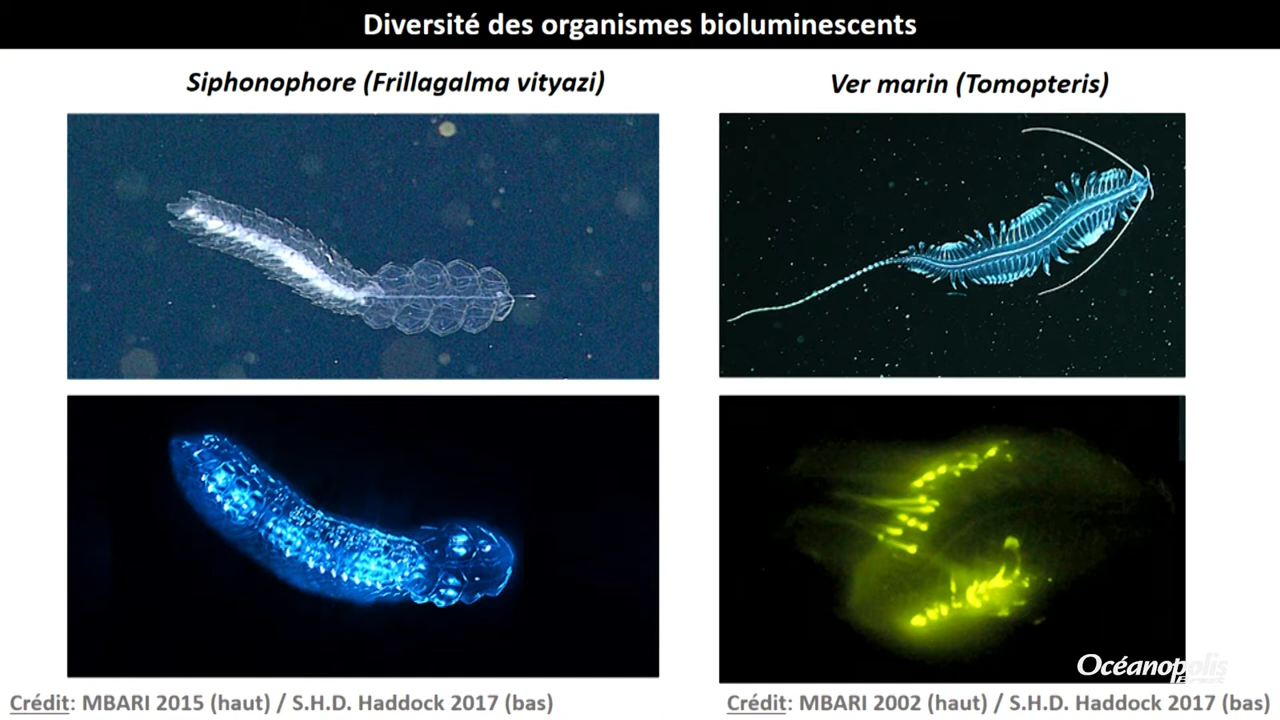 Diversité des organismes bioluminescents
Siphonophore (Frillagalma vityazi)
Ver marin (Tomopteris)
Océanopolis
Brest
Crédit: MBARI 2015 (haut) / S.H.D. Haddock 2017 (bas)
Crédit: MBARI 2002 (haut) / S.H.D. Haddock 2017 (bas)